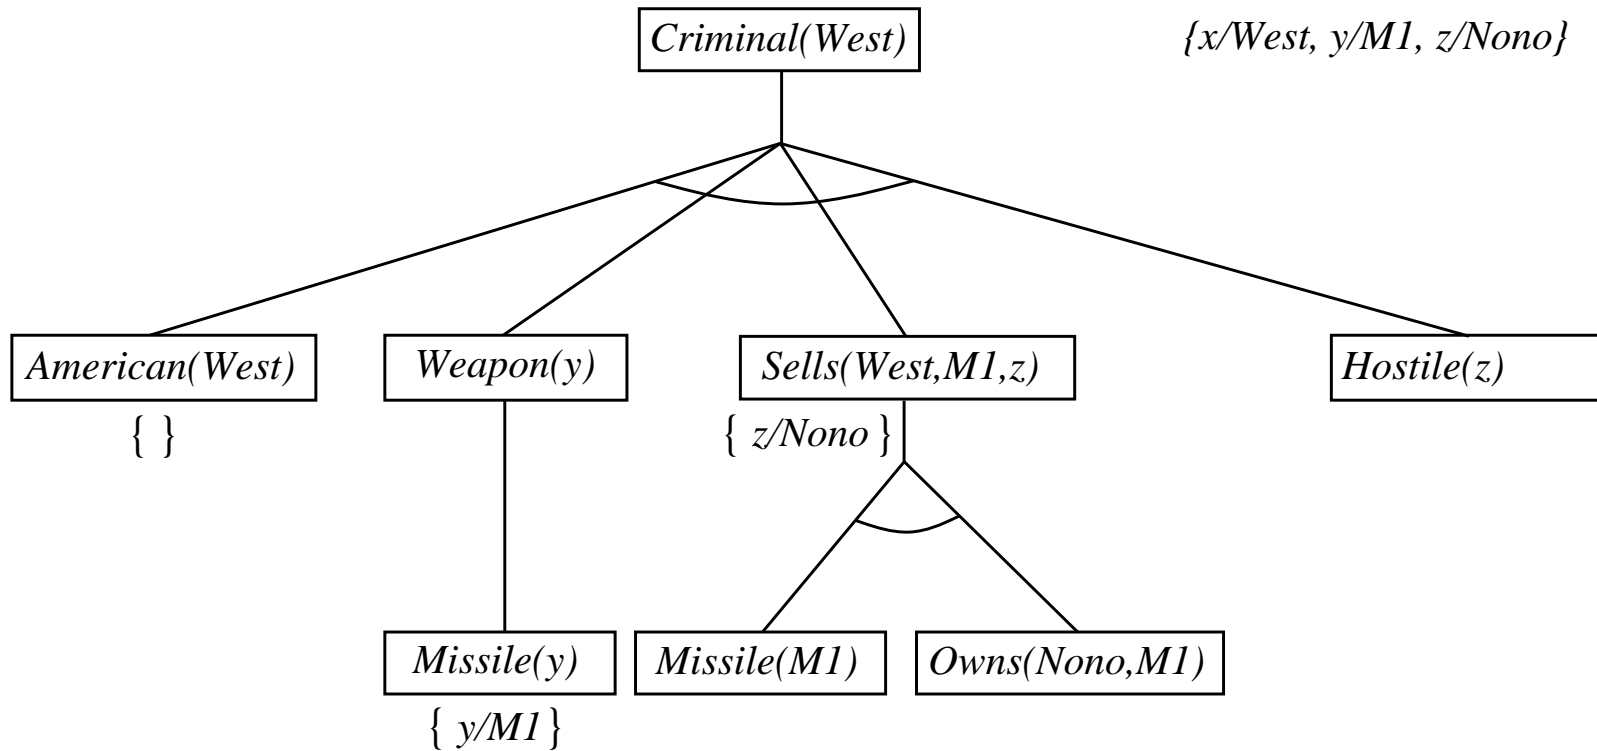 Criminal(West)
{x/West, y/M1, z/Nono}
American(West)
Weapon(y)
Sells(West,M1,z)
Hostile(z)
{ }
{ z/Nono }
Missile(y)
Missile(M1)
Owns(Nono,M1)
{ y/M1 }